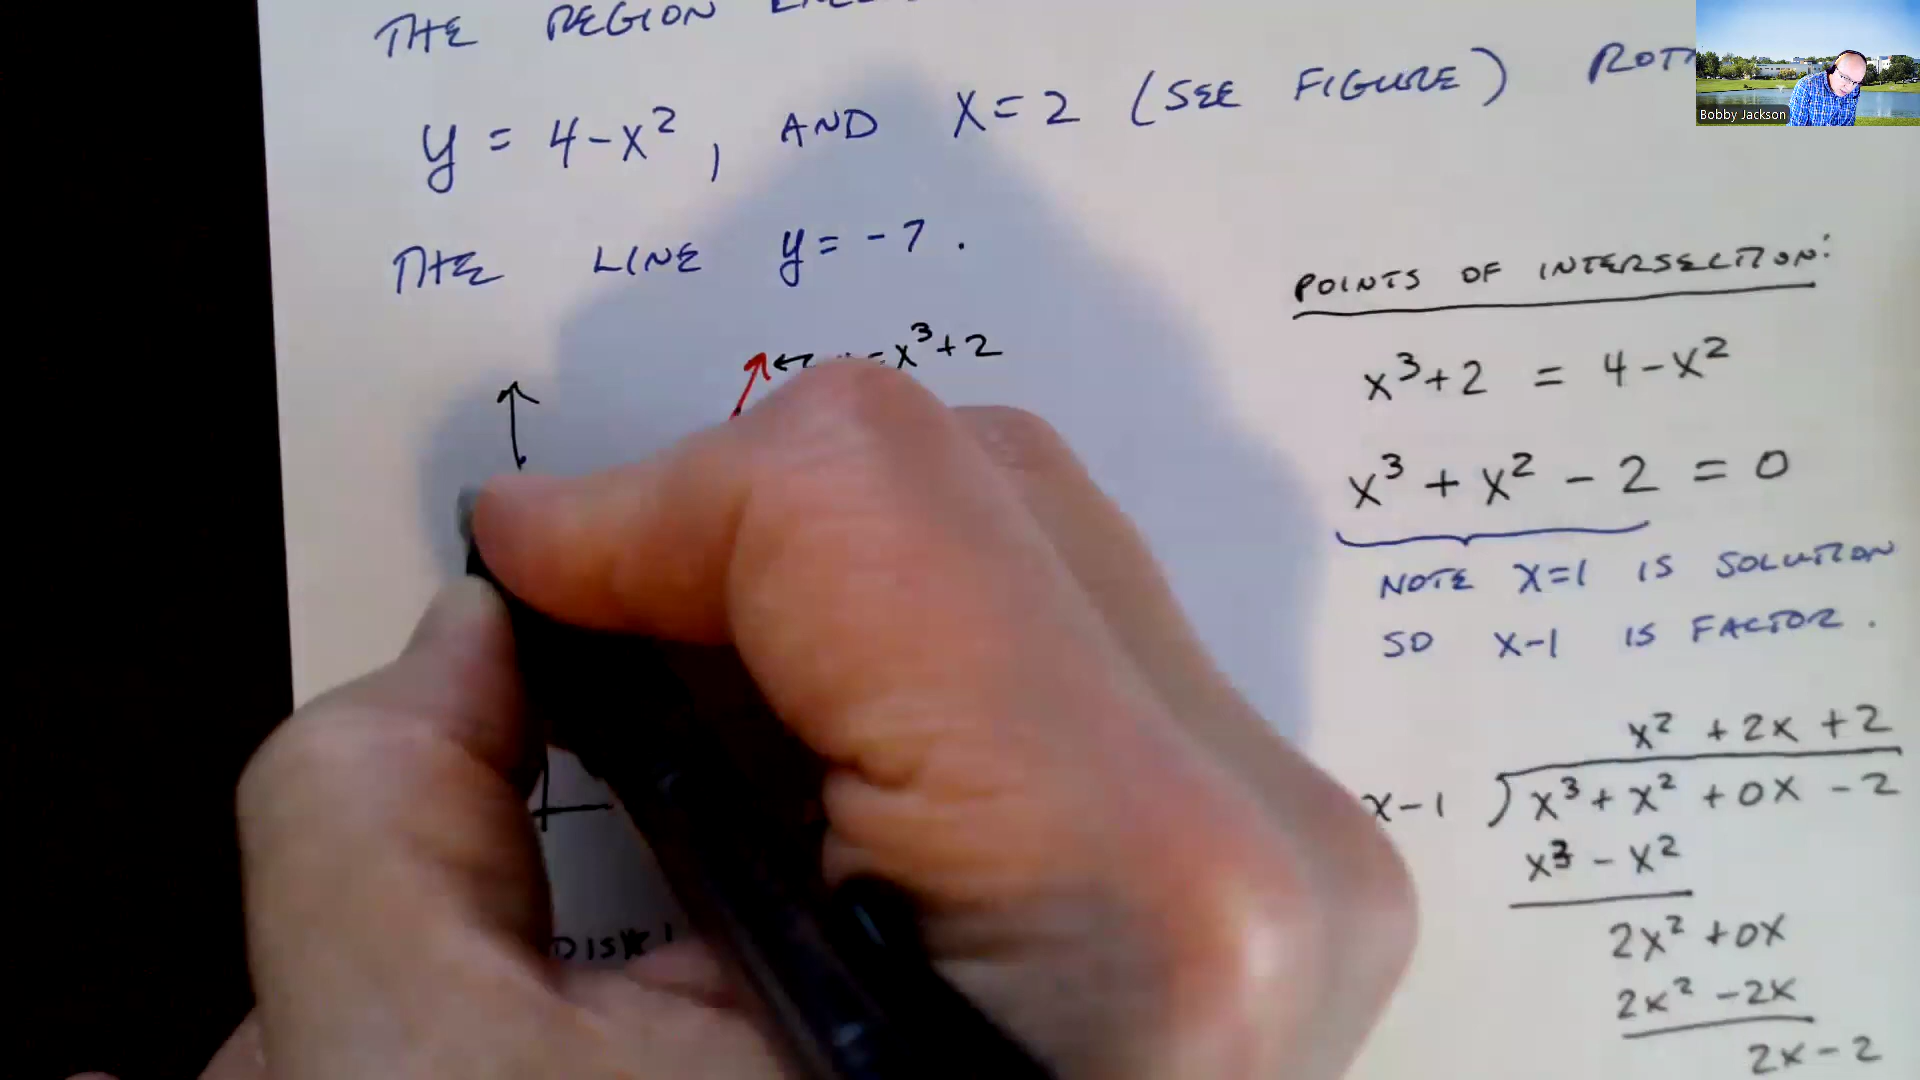 THE REGION
y = 4-x², AND X=2 (SEE FIGURE)
THE LINE y=-7.
= x³+2
POINTS OF INTERSECTION:
x³+2 = 4-x²
x³ + x² - 2 = 0
NOTE X=1 IS SOLUTION
SO X-1 IS FACTOR.
x² +2x +2
x-1 )x³+x² +0x -2
x³ - x²
2x² +0x
2x² -2x
2x-2
Bobby Jackson